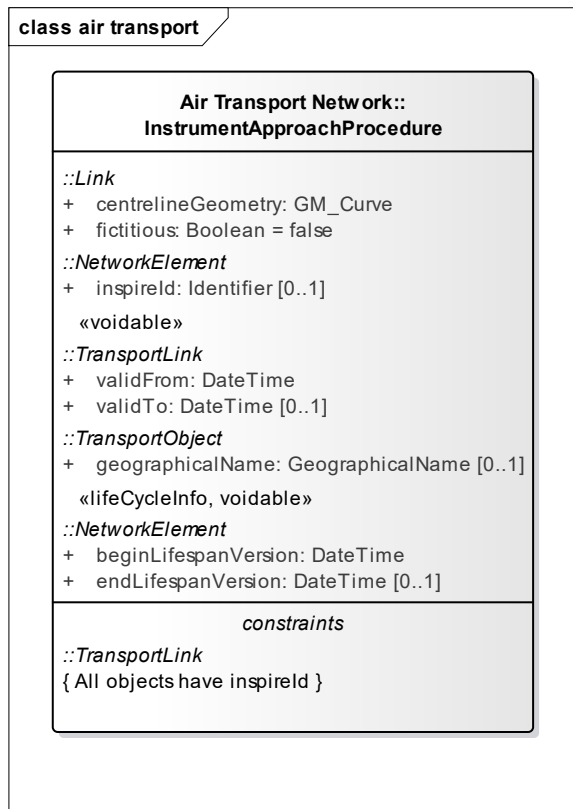 class air transport
Air Transport Network::
InstrumentApproachProcedure
::Link
+ centrelineGeometry: GM_Curve
+ fictitious: Boolean = false
::NetworkElement
+ inspireId: Identifier [0..1]
«voidable»
::TransportLink
+ validFrom: DateTime
+ validTo: DateTime [0..1]
::TransportObject
+ geographicalName: GeographicalName [0..1]
«lifeCycleInfo, voidable»
::NetworkElement
+ beginLifespanVersion: DateTime
+ endLifespanVersion: DateTime [0..1]
constraints
::TransportLink
{ All objects have inspireId }